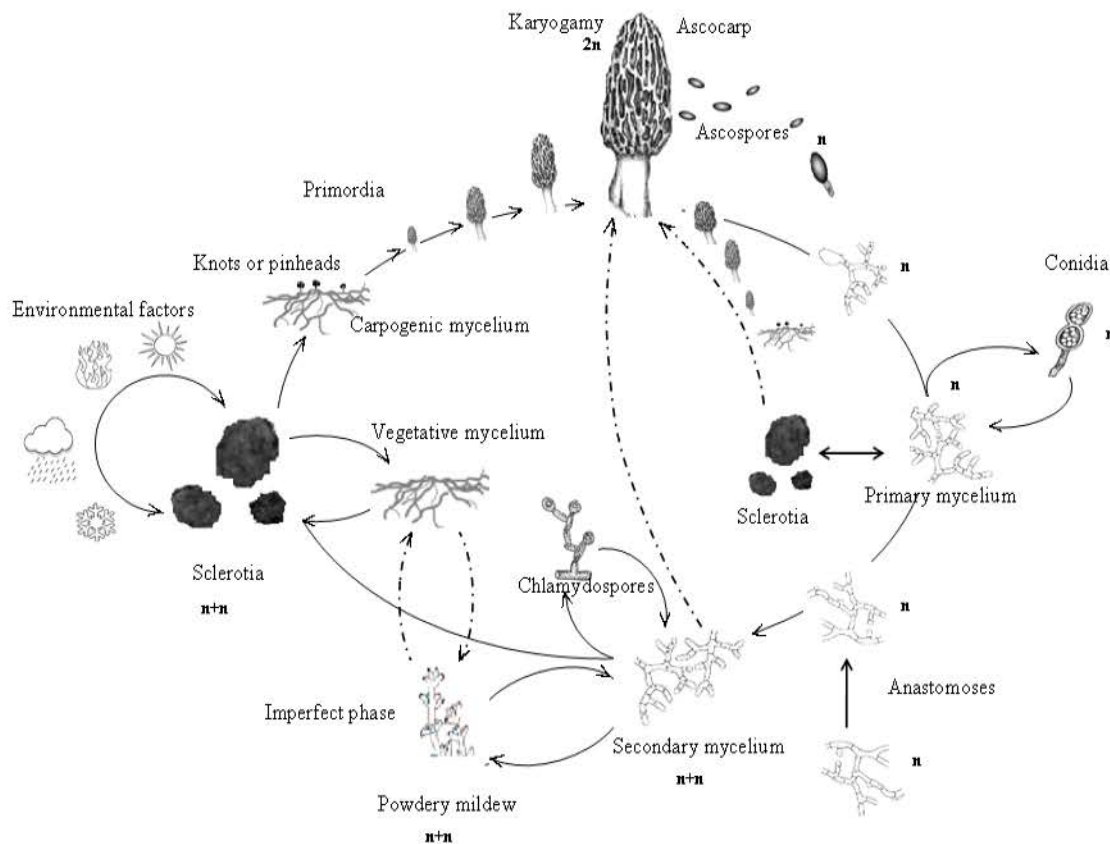 Karyogamy
2n
Ascocarp
Ascospores
n
Primordia
Knots or pinheads
n
Conidia
n
Environmental factors
Carpogenic mycelium
n
Vegetative mycelium
Primary mycelium
Sclerotia
Sclerotia
n+n
Chlamydospores
n
Anastomoses
Imperfect phase
Secondary mycelium
n+n
n
Powdery mildew
n+n